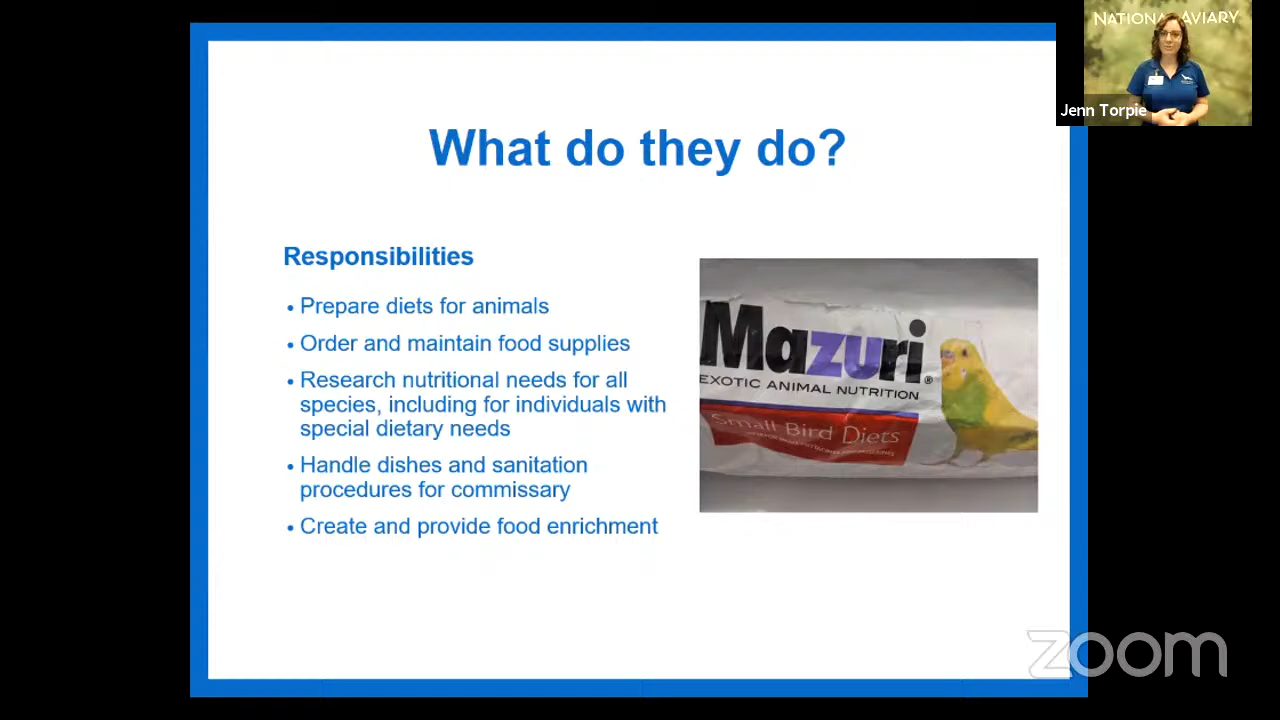 NATIONAL AVIARY
Jenn Torpie
What do they do?
Responsibilities
• Prepare diets for animals
• Order and maintain food supplies
• Research nutritional needs for all
species, including for individuals with
special dietary needs
• Handle dishes and sanitation
procedures for commissary
• Create and provide food enrichment
Mazuri®
EXOTIC ANIMAL NUTRITION
Small Bird Diets
zoom